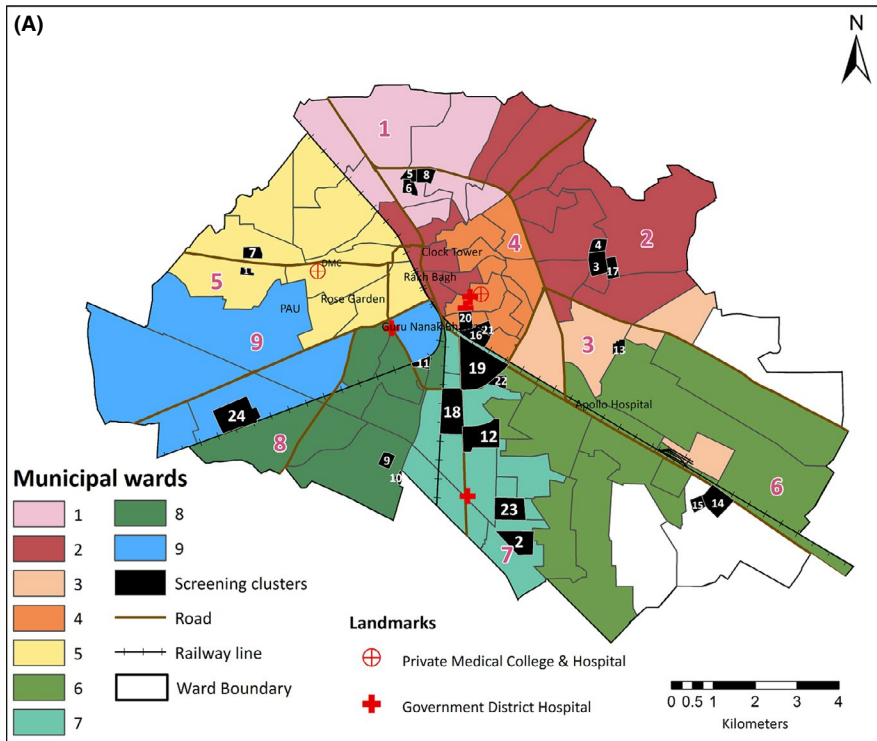 (A)
N
1
5
8
6
2
4
Clock Tower
4
3
17
7
DMC
1
5
Rakh Bagh
Rose Garden
PAU
20
Guru Nanak
21
16
9
3
13
11
19
22
Apollo Hospital
24
18
12
8
9
10
6
15
14
23
2
7
Municipal wards
1
8
2
9
3
Screening clusters
4
Road
5
Railway line
6
Ward Boundary
7
Landmarks
Private Medical College & Hospital
Government District Hospital
0 0.5 1 2 3 4
Kilometers